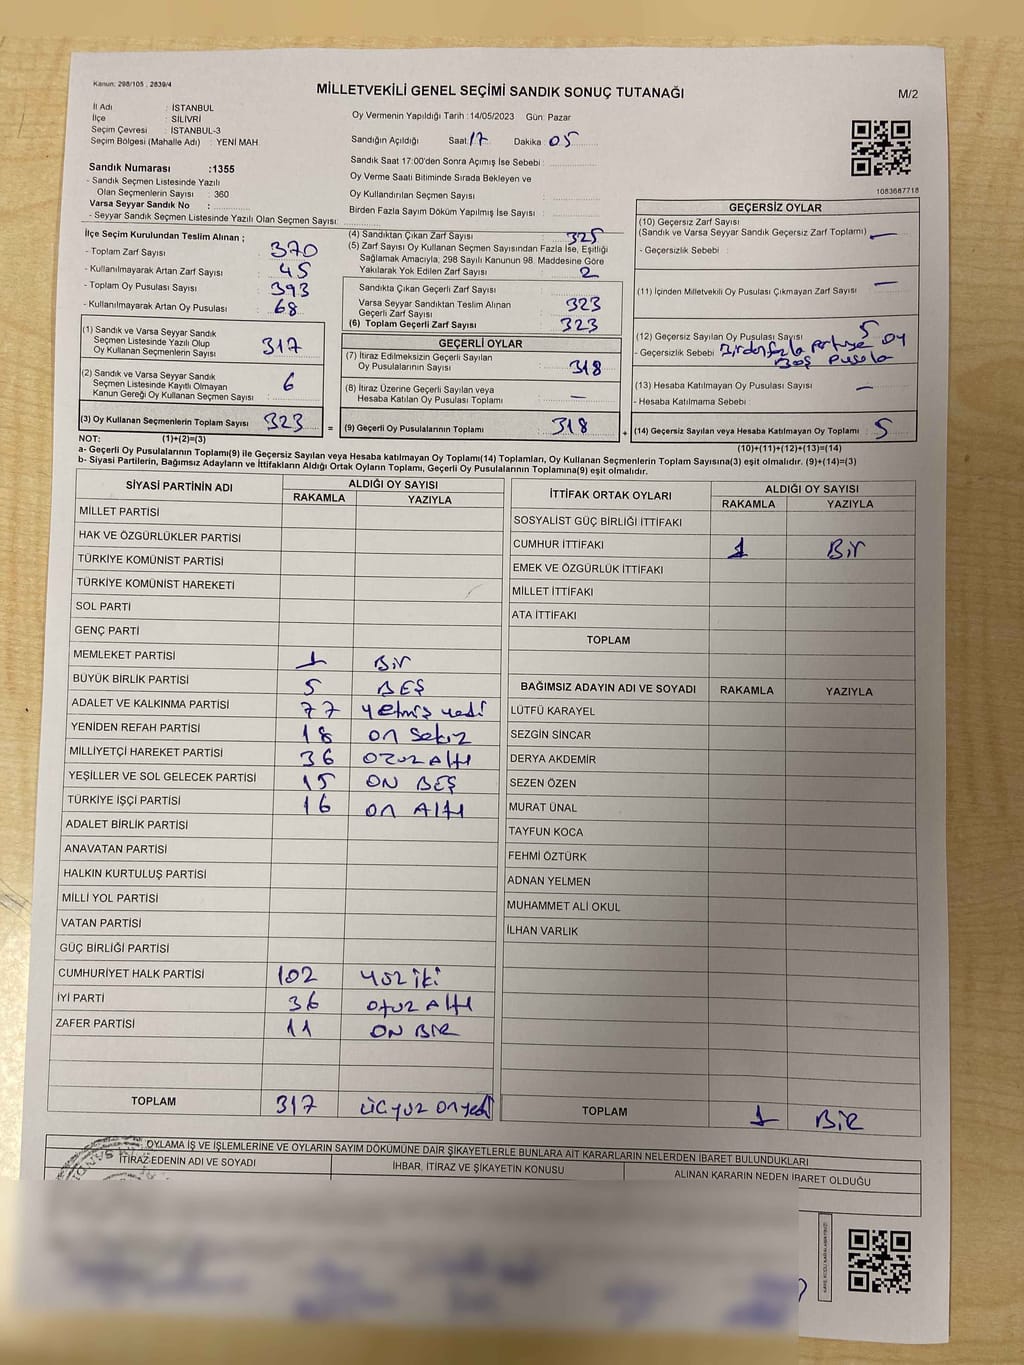 Kanun: 298/105 , 2839/4
MİLLETVEKİLİ GENEL SEÇİMİ SANDIK SONUÇ TUTANAĞI
M/2
İl Adı : İSTANBUL
İlçe : SİLİVRİ
Seçim Çevresi : İSTANBUL-3
Seçim Bölgesi (Mahalle Adı) : YENİ MAH
Oy Vermenin Yapıldığı Tarih :14/05/2023 Gün: Pazar
Sandığın Açıldığı Saat: 17 Dakika 05
Sandık Saat 17:00'den Sonra Açımış İse Sebebi :
Oy Verme Saati Bitiminde Sırada Bekleyen ve
Oy Kullandırılan Seçmen Sayısı :
Birden Fazla Sayım Döküm Yapılmış İse Sayısı :
1083687718
Sandık Numarası :1355
- Sandık Seçmen Listesinde Yazılı
Olan Seçmenlerin Sayısı : 360
Varsa Seyyar Sandık No :
- Seyyar Sandık Seçmen Listesinde Yazılı Olan Seçmen Sayısı:
İlçe Seçim Kurulundan Teslim Alınan ;
- Toplam Zarf Sayısı : 370
- Kullanılmayarak Artan Zarf Sayısı : 45
- Toplam Oy Pusulası Sayısı : 393
- Kullanılmayarak Artan Oy Pusulası : 68
(1) Sandık ve Varsa Seyyar Sandık
Seçmen Listesinde Yazılı Olup
Oy Kullanan Seçmenlerin Sayısı : 317
(2) Sandık ve Varsa Seyyar Sandık
Seçmen Listesinde Kayıtlı Olmayan
Kanun Gereği Oy Kullanan Seçmen Sayısı : 6
(3) Oy Kullanan Seçmenlerin Toplam Sayısı : 323
(4) Sandıktan Çıkan Zarf Sayısı : 325
(5) Zarf Sayısı Oy Kullanan Seçmen Sayısından Fazla İse, Eşitliği
Sağlamak Amacıyla, 298 Sayılı Kanunun 98. Maddesine Göre
Yakılarak Yok Edilen Zarf Sayısı : 2
Sandıkta Çıkan Geçerli Zarf Sayısı :
Varsa Seyyar Sandıktan Teslim Alınan
Geçerli Zarf Sayısı : 323
(6) Toplam Geçerli Zarf Sayısı : 323
GEÇERLİ OYLAR
(7) İtiraz Edilmeksizin Geçerli Sayılan
Oy Pusulalarının Sayısı : 318
(8) İtiraz Üzerine Geçerli Sayılan veya
Hesaba Katılan Oy Pusulası Toplamı : —
= (9) Geçerli Oy Pusulalarının Toplamı : 318
GEÇERSİZ OYLAR
(10) Geçersiz Zarf Sayısı
(Sandık ve Varsa Seyyar Sandık Geçersiz Zarf Toplamı) : —
- Geçersizlik Sebebi :
(11) İçinden Milletvekili Oy Pusulası Çıkmayan Zarf Sayısı : —
(12) Geçersiz Sayılan Oy Pusulası Sayısı : 5
- Geçersizlik Sebebi : Birden fazla partiye oy
Boş Pusula
(13) Hesaba Katılmayan Oy Pusulası Sayısı : —
- Hesaba Katılmama Sebebi :
+ (14) Geçersiz Sayılan veya Hesaba Katılmayan Oy Toplamı : 5
NOT: (1)+(2)=(3)
(10)+(11)+(12)+(13)=(14)
a- Geçerli Oy Pusulalarının Toplamı(9) ile Geçersiz Sayılan veya Hesaba katılmayan Oy Toplamı(14) Toplamları, Oy Kullanan Seçmenlerin Toplam Sayısına(3) eşit olmalıdır. (9)+(14)=(3)
b- Siyasi Partilerin, Bağımsız Adayların ve İttifakların Aldığı Ortak Oyların Toplamı, Geçerli Oy Pusulalarının Toplamına(9) eşit olmalıdır.
SİYASİ PARTİNİN ADI ALDIĞI OY SAYISI
RAKAMLA YAZIYLA
MİLLET PARTİSİ
HAK VE ÖZGÜRLÜKLER PARTİSİ
TÜRKİYE KOMÜNİST PARTİSİ
TÜRKİYE KOMÜNİST HAREKETİ
SOL PARTİ
GENÇ PARTİ
MEMLEKET PARTİSİ 1 Bir
BÜYÜK BİRLİK PARTİSİ 5 BEŞ
ADALET VE KALKINMA PARTİSİ 77 yetmiş yedi
YENİDEN REFAH PARTİSİ 18 on sekiz
MİLLİYETÇİ HAREKET PARTİSİ 36 otuz Altı
YEŞİLLER VE SOL GELECEK PARTİSİ 15 ON BEŞ
TÜRKİYE İŞÇİ PARTİSİ 16 on Altı
ADALET BİRLİK PARTİSİ
ANAVATAN PARTİSİ
HALKIN KURTULUŞ PARTİSİ
MİLLİ YOL PARTİSİ
VATAN PARTİSİ
GÜÇ BİRLİĞİ PARTİSİ
CUMHURİYET HALK PARTİSİ 102 yüz iki
İYİ PARTİ 36 otuz Altı
ZAFER PARTİSİ 11 ON BİR
TOPLAM 317 üçyüz onyedi
İTTİFAK ORTAK OYLARI ALDIĞI OY SAYISI
RAKAMLA YAZIYLA
SOSYALİST GÜÇ BİRLİĞİ İTTİFAKI
CUMHUR İTTİFAKI 1 Bir
EMEK VE ÖZGÜRLÜK İTTİFAKI
MİLLET İTTİFAKI
ATA İTTİFAKI
TOPLAM
BAĞIMSIZ ADAYIN ADI VE SOYADI RAKAMLA YAZIYLA
LÜTFÜ KARAYEL
SEZGİN SİNCAR
DERYA AKDEMİR
SEZEN ÖZEN
MURAT ÜNAL
TAYFUN KOCA
FEHMİ ÖZTÜRK
ADNAN YELMEN
MUHAMMET ALİ OKUL
İLHAN VARLIK
TOPLAM 1 BİR
OYLAMA İŞ VE İŞLEMLERİNE VE OYLARIN SAYIM DÖKÜMÜNE DAİR ŞİKAYETLERLE BUNLARA AİT KARARLARIN NELERDEN İBARET BULUNDUKLARI
İTİRAZ EDENİN ADI VE SOYADI İHBAR, İTİRAZ VE ŞİKAYETİN KONUSU ALINAN KARARIN NEDEN İBARET OLDUĞU